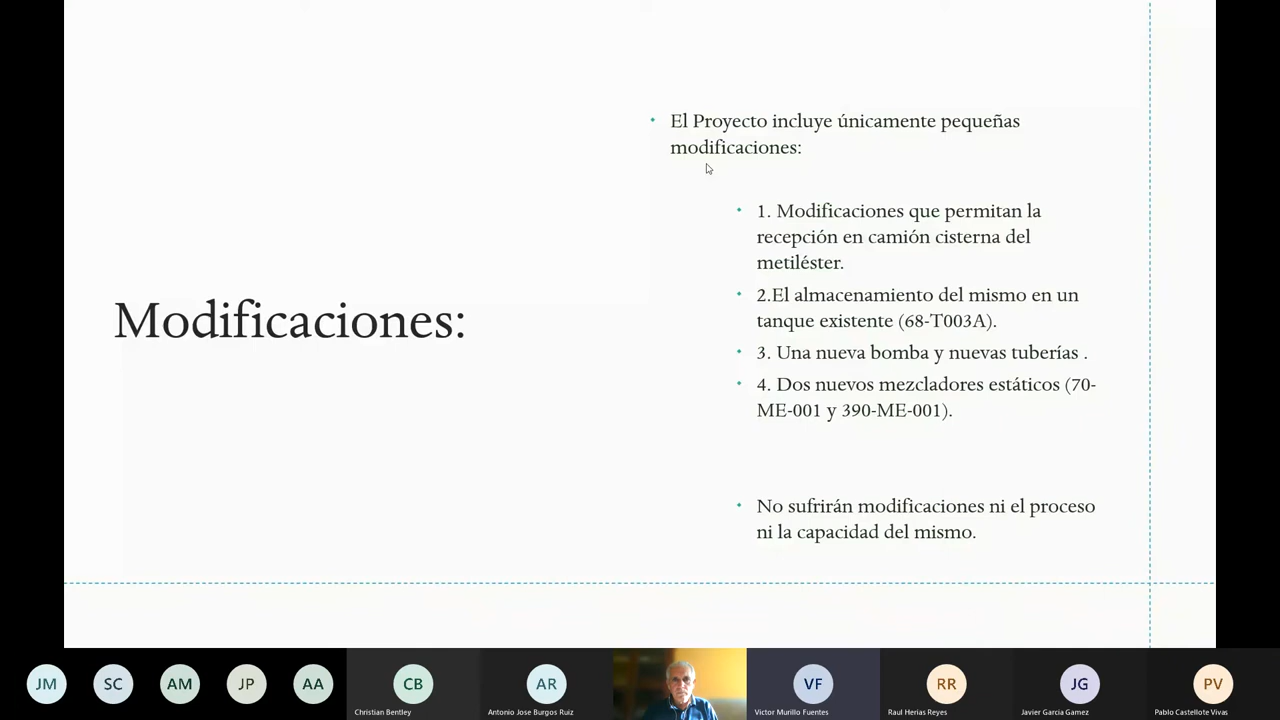 El Proyecto incluye únicamente pequeñas
modificaciones:
1. Modificaciones que permitan la
recepción en camión cisterna del
metiléster.
Modificaciones:
2.El almacenamiento del mismo en un
tanque existente (68-T003A).
3. Una nueva bomba y nuevas tuberías .
4. Dos nuevos mezcladores estáticos (70-
ME-001 y 390-ME-001).
No sufrirán modificaciones ni el proceso
ni la capacidad del mismo.
JM
SC
AM
JP
AA
CB
Christian Bentley
AR
Antonio Jose Burgos Ruiz
VF
Victor Murillo Fuentes
RR
Raul Herias Reyes
JG
Javier Garcia Gamez
PV
Pablo Castellote Vivas